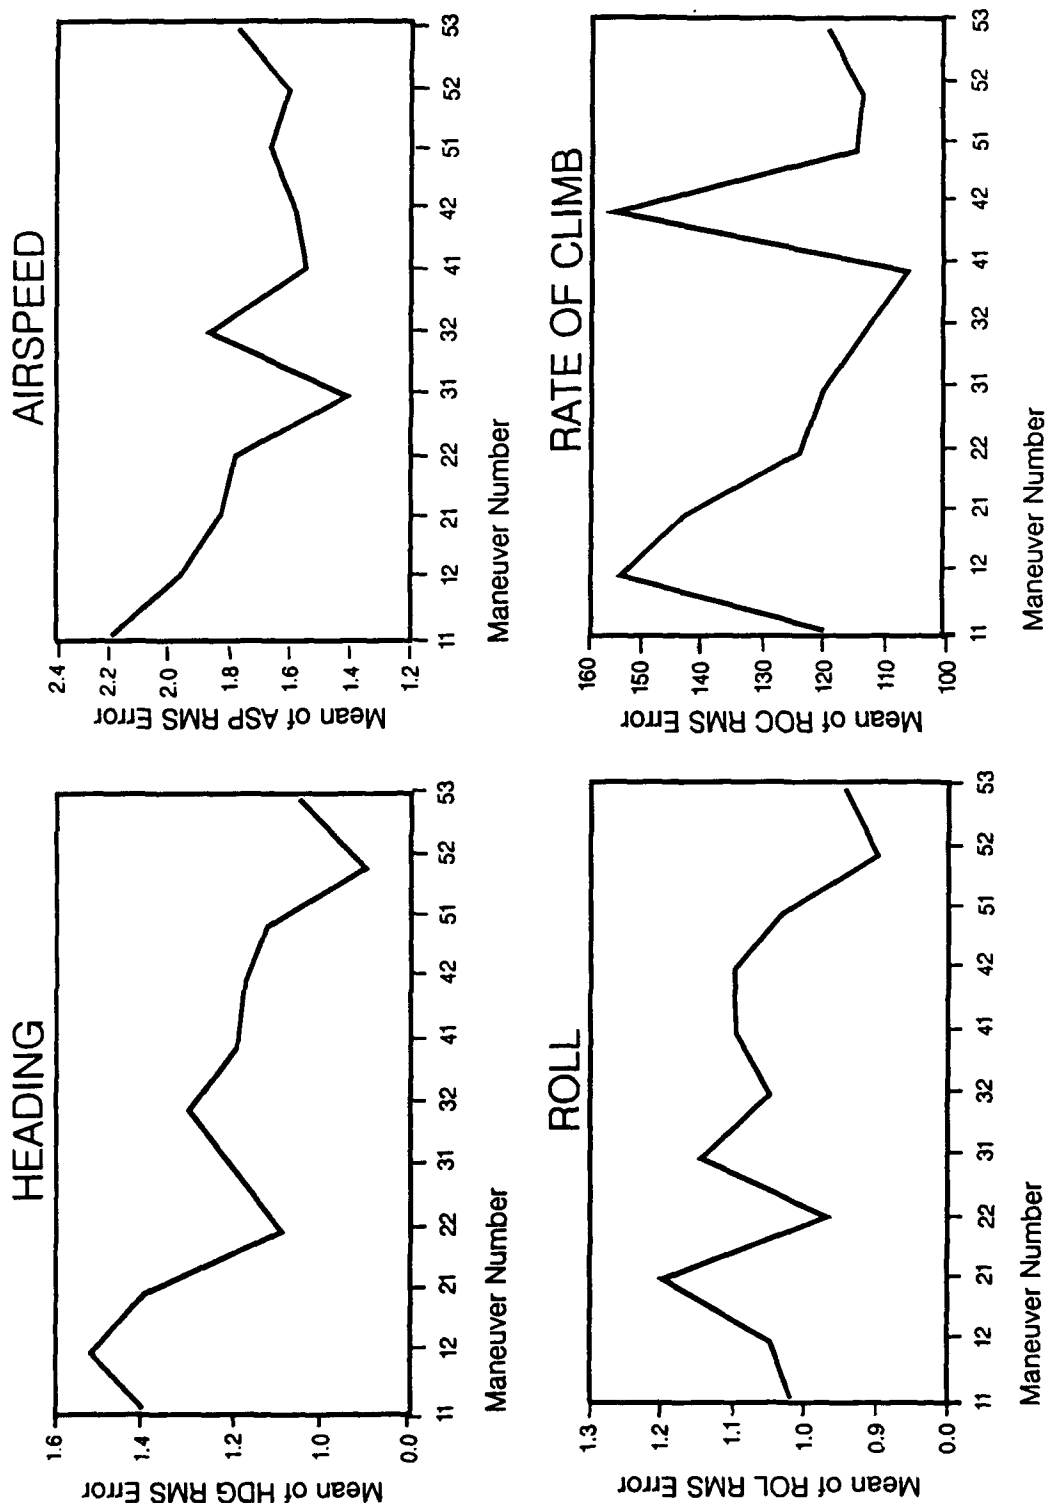 HEADING
Mean of HDG RMS Error
1.6
1.4
1.2
1.0
0.0
11 12 21 22 31 32 41 42 51 52 53
Maneuver Number
AIRSPEED
Mean of ASP RMS Error
2.4
2.2
2.0
1.8
1.6
1.4
1.2
11 12 21 22 31 32 41 42 51 52 53
Maneuver Number
ROLL
Mean of ROL RMS Error
1.3
1.2
1.1
1.0
0.9
0.0
11 12 21 22 31 32 41 42 51 52 53
Maneuver Number
RATE OF CLIMB
Mean of ROC RMS Error
160
150
140
130
120
110
100
11 12 21 22 31 32 41 42 51 52 53
Maneuver Number